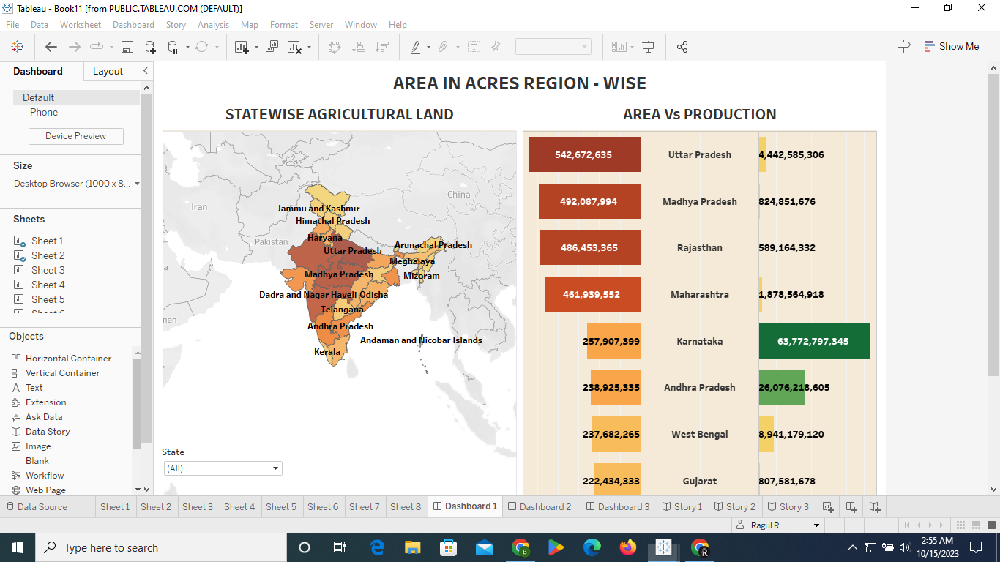 Tableau - Book11 [from PUBLIC.TABLEAU.COM (DEFAULT)]
File Data Worksheet Dashboard Story Analysis Map Format Server Window Help
Show Me
Dashboard Layout
Default
Phone
Device Preview
Size
Desktop Browser (1000 x 8...
Sheets
Sheet 1
Sheet 2
Sheet 3
Sheet 4
Sheet 5
Objects
Horizontal Container
Vertical Container
Text
Extension
Ask Data
Data Story
Image
Blank
Workflow
Web Page
AREA IN ACRES REGION - WISE
STATEWISE AGRICULTURAL LAND
Iran
China
Pakistan
Jammu and Kashmir
Himachal Pradesh
Haryana
Arunachal Pradesh
Uttar Pradesh
Meghalaya
Madhya Pradesh
Mizoram
Dadra and Nagar Haveli Odisha
Telangana
Andhra Pradesh
Andaman and Nicobar Islands
Kerala
State
(All)
AREA Vs PRODUCTION
542,672,635 Uttar Pradesh 4,442,585,306
492,087,994 Madhya Pradesh 824,851,676
486,453,365 Rajasthan 589,164,332
461,939,552 Maharashtra 1,878,564,918
257,907,399 Karnataka 63,772,797,345
238,925,335 Andhra Pradesh 26,076,218,605
237,682,265 West Bengal 8,941,179,120
222,434,333 Gujarat 807,581,678
Data Source Sheet 1 Sheet 2 Sheet 3 Sheet 4 Sheet 5 Sheet 6 Sheet 7 Sheet 8 Dashboard 1 Dashboard 2 Dashboard 3 Story 1 Story 2 Story 3
Ragul R
Type here to search
2:55 AM
10/15/2023